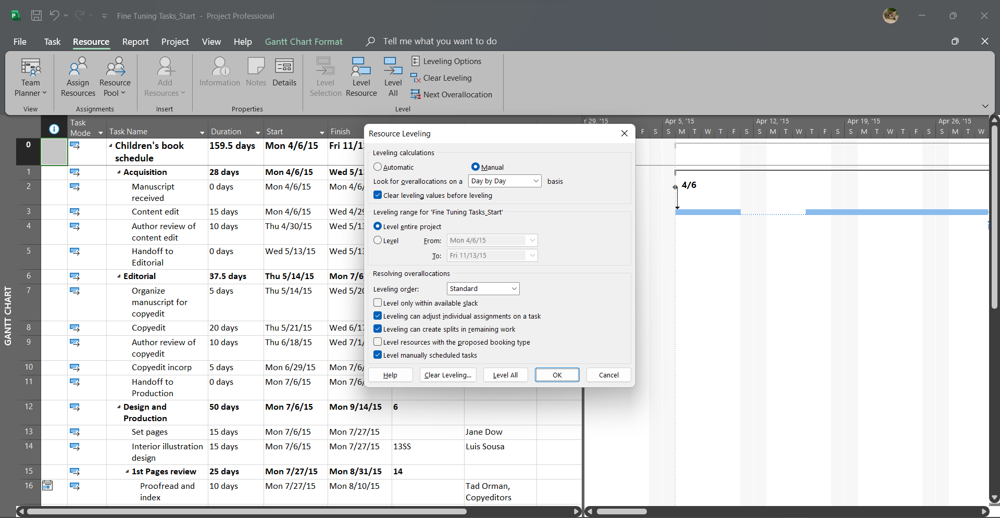 Fine Tuning Tasks_Start - Project Professional
File Task Resource Report Project View Help Gantt Chart Format Tell me what you want to do
Team Planner
View
Assign Resources
Resource Pool
Assignments
Add Resources
Insert
Information
Notes
Details
Properties
Level Selection
Level Resource
Level All
Leveling Options
Clear Leveling
Next Overallocation
Level
GANTT CHART
Task Mode Task Name Duration Start Finish
0 Children's book schedule 159.5 days Mon 4/6/15 Fri 11/1
1 Acquisition 28 days Mon 4/6/15 Wed 5/1
2 Manuscript received 0 days Mon 4/6/15 Mon 4/6/
3 Content edit 15 days Mon 4/6/15 Wed 4/29
4 Author review of content edit 10 days Thu 4/30/15 Wed 5/13
5 Handoff to Editorial 0 days Wed 5/13/15 Wed 5/13
6 Editorial 37.5 days Thu 5/14/15 Mon 7/6
7 Organize manuscript for copyedit 5 days Thu 5/14/15 Wed 5/20
8 Copyedit 20 days Thu 5/21/15 Wed 6/17
9 Author review of copyedit 10 days Thu 6/18/15 Wed 7/1/
10 Copyedit incorp 5 days Mon 6/29/15 Mon 7/6/
11 Handoff to Production 0 days Mon 7/6/15 Mon 7/6/
12 Design and Production 50 days Mon 7/6/15 Mon 9/14/15 6
13 Set pages 15 days Mon 7/6/15 Mon 7/27/15 Jane Dow
14 Interior illustration design 15 days Mon 7/6/15 Mon 7/27/15 13SS Luis Sousa
15 1st Pages review 25 days Mon 7/27/15 Mon 8/31/15 14
16 Proofread and index 10 days Mon 7/27/15 Mon 8/10/15 Tad Orman, Copyeditors
Resource Leveling
Leveling calculations
Automatic Manual
Look for overallocations on a Day by Day basis
Clear leveling values before leveling
Leveling range for 'Fine Tuning Tasks_Start'
Level entire project
Level From: Mon 4/6/15
To: Fri 11/13/15
Resolving overallocations
Leveling order: Standard
Level only within available slack
Leveling can adjust individual assignments on a task
Leveling can create splits in remaining work
Level resources with the proposed booking type
Level manually scheduled tasks
Help Clear Leveling... Level All OK Cancel
r 29, '15 Apr 5, '15 Apr 12, '15 Apr 19, '15 Apr 26, '15
F S S M T W T F S S M T W T F S S M T W T F S S M T W
4/6